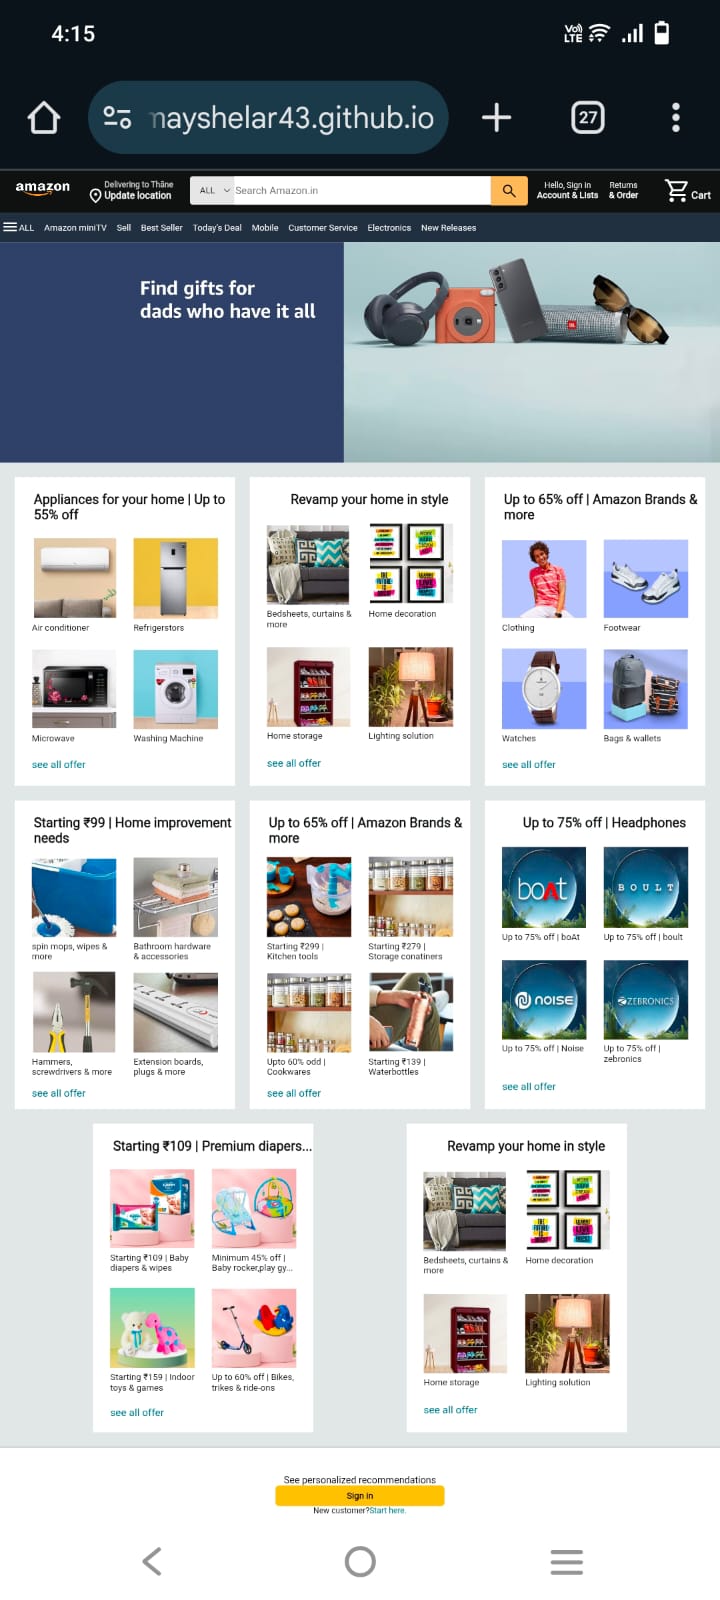 4:15
Vo) LTE
mayshelar43.github.io
27
amazon
Delivering to Thāne
Update location
ALL
Search Amazon.in
Hello, Sign in
Account & Lists
Returns
& Order
Cart
ALL Amazon miniTV Sell Best Seller Today's Deal Mobile Customer Service Electronics New Releases
Find gifts for
dads who have it all
JBL
Appliances for your home | Up to
55% off
Air conditioner
Refrigerstors
Microwave
Washing Machine
see all offer
Revamp your home in style
Bedsheets, curtains &
more
Home decoration
Home storage
Lighting solution
see all offer
Up to 65% off | Amazon Brands &
more
Clothing
Footwear
Watches
Bags & wallets
see all offer
Starting ₹99 | Home improvement
needs
spin mops, wipes &
more
Bathroom hardware
& accessories
Hammers,
screwdrivers & more
Extension boards,
plugs & more
see all offer
Up to 65% off | Amazon Brands &
more
Starting ₹299 |
Kitchen tools
Starting ₹279 |
Storage conatiners
Upto 60% odd |
Cookwares
Starting ₹139 |
Waterbottles
see all offer
Up to 75% off | Headphones
boAt
Up to 75% off | boAt
BOULT
Up to 75% off | boult
NOISE
Up to 75% off | Noise
ZEBRONICS
Up to 75% off |
zebronics
see all offer
Starting ₹109 | Premium diapers...
Starting ₹109 | Baby
diapers & wipes
Minimum 45% off |
Baby rocker,play gy...
Starting ₹159 | Indoor
toys & games
Up to 60% off | Bikes,
trikes & ride-ons
see all offer
Revamp your home in style
Bedsheets, curtains &
more
Home decoration
Home storage
Lighting solution
see all offer
See personalized recommendations
Sign in
New customer?Start here.